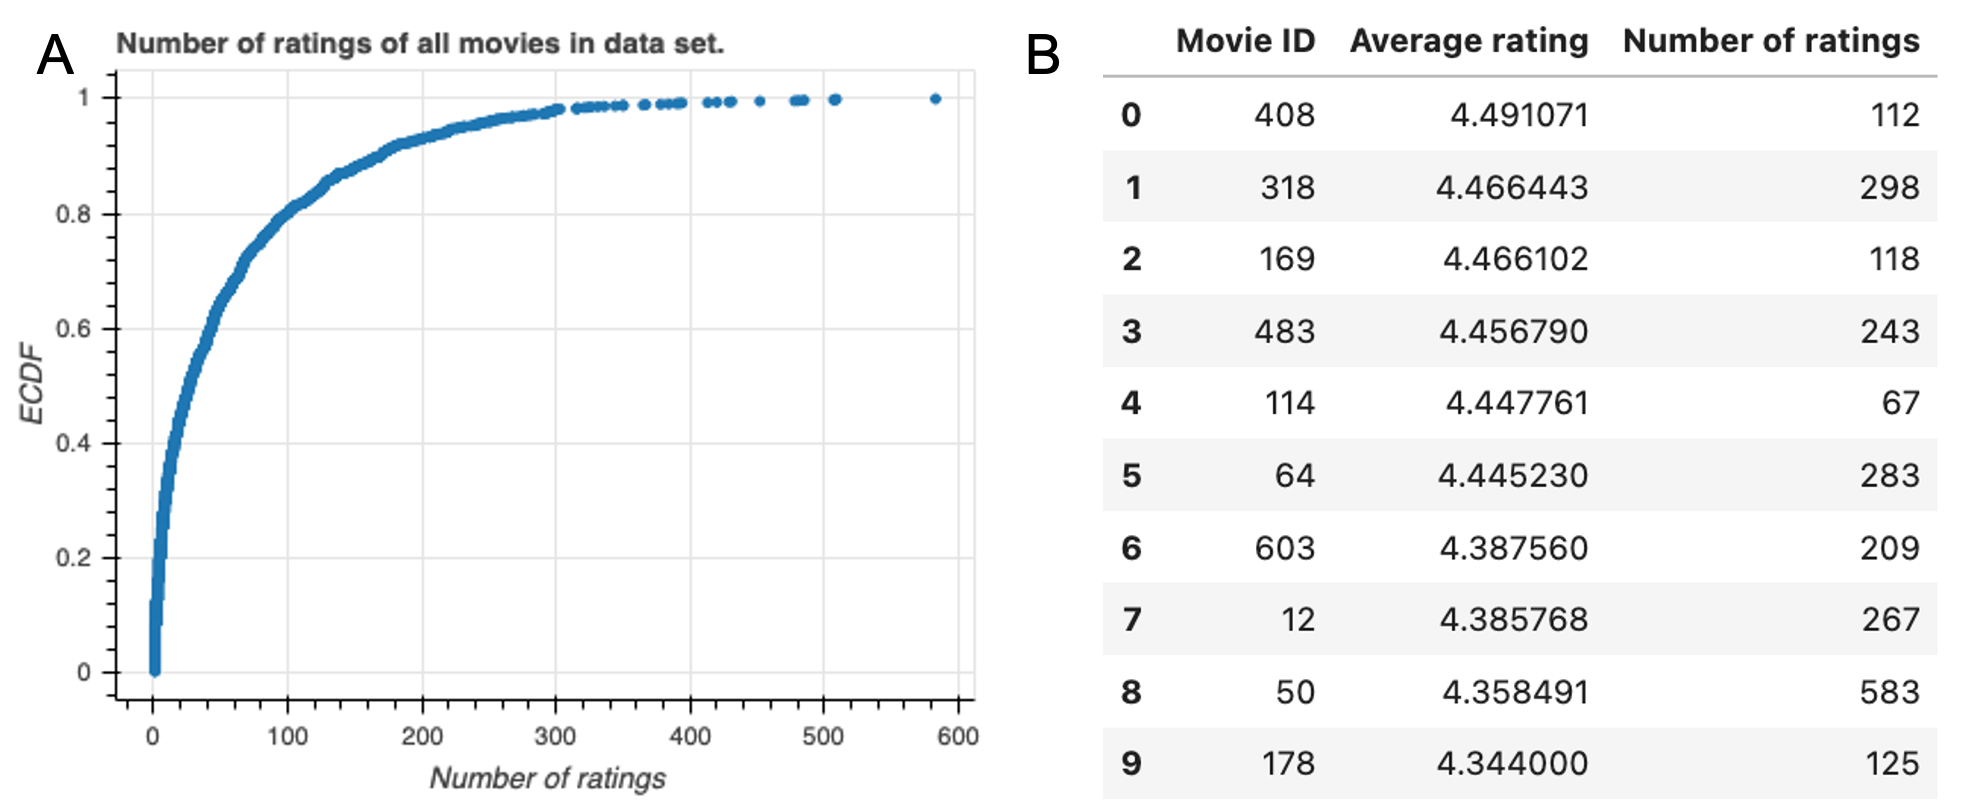 A
Number of ratings of all movies in data set.
1
0.8
0.6
0.4
0.2
0
ECDF
0 100 200 300 400 500 600
Number of ratings
B
Movie ID Average rating Number of ratings
0 408 4.491071 112
1 318 4.466443 298
2 169 4.466102 118
3 483 4.456790 243
4 114 4.447761 67
5 64 4.445230 283
6 603 4.387560 209
7 12 4.385768 267
8 50 4.358491 583
9 178 4.344000 125